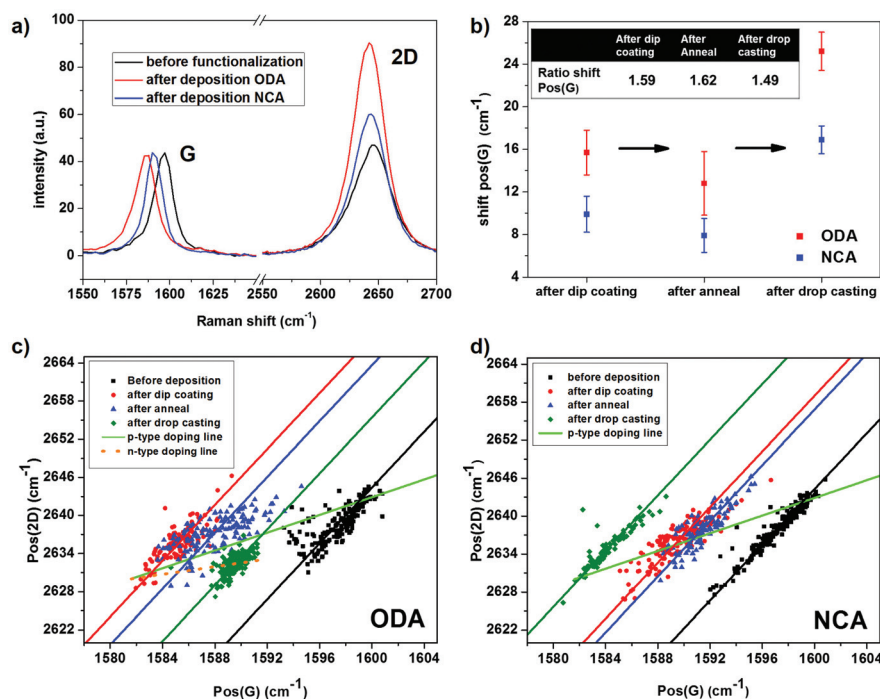 a)
100
80
60
40
20
0
intensity (a.u.)
before functionalization
after deposition ODA
after deposition NCA
G
2D
1550
1575
1600
1625
2550
2600
2650
2700
Raman shift (cm-1)
b)
28
24
20
16
12
8
4
shift pos(G) (cm-1)
After dip coating
After Anneal
After drop casting
Ratio shift Pos(G)
1.59
1.62
1.49
ODA
NCA
after dip coating
after anneal
after drop casting
c)
2664
2658
2652
2646
2640
2634
2628
2622
Pos(2D) (cm-1)
Before deposition
after dip coating
after anneal
after drop casting
p-type doping line
n-type doping line
ODA
1580
1584
1588
1592
1596
1600
1604
Pos(G) (cm-1)
d)
2664
2658
2652
2646
2640
2634
2628
2622
Pos(2D) (cm-1)
before deposition
after dip coating
after anneal
after drop casting
p-type doping line
NCA
1580
1584
1588
1592
1596
1600
1604
Pos(G) (cm-1)